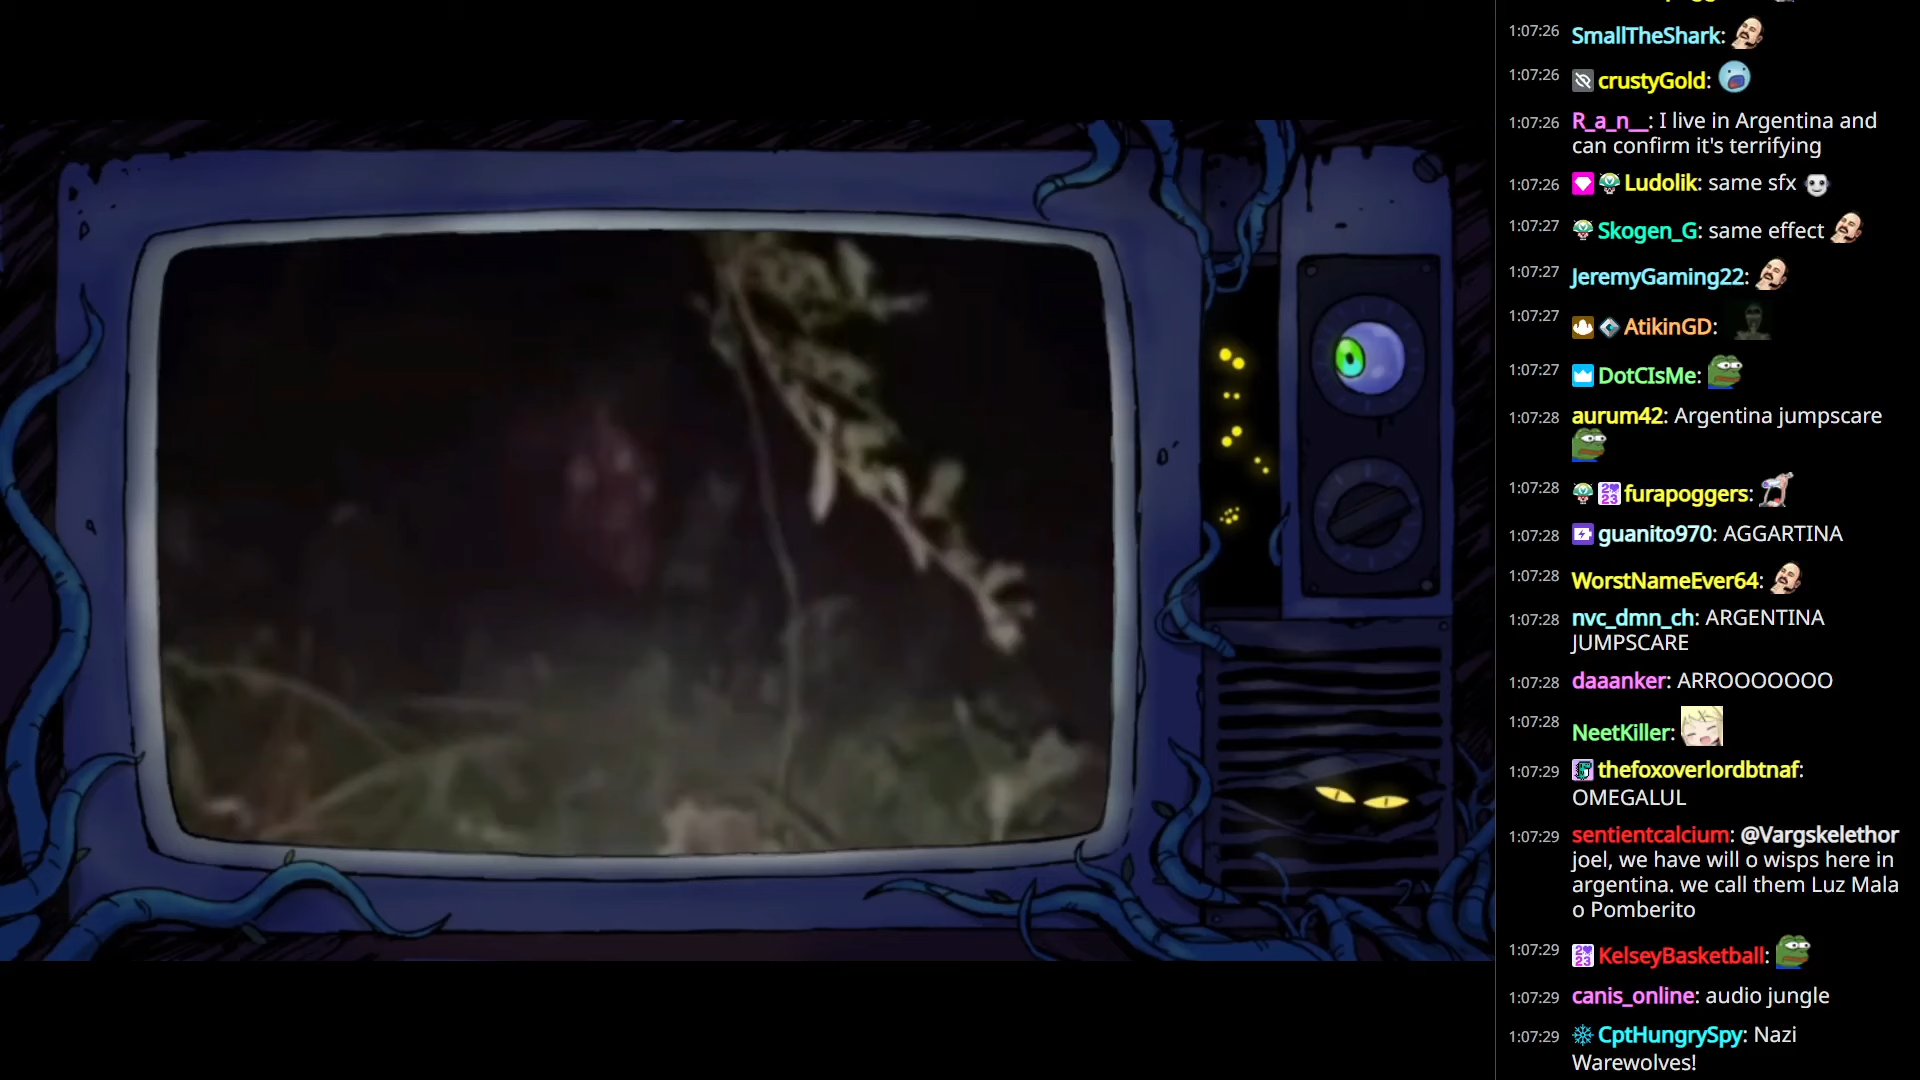 1:07:26 SmallTheShark:
1:07:26 crustyGold:
1:07:26 R_a_n__: I live in Argentina and
can confirm it's terrifying
1:07:26 Ludolik: same sfx
1:07:27 Skogen_G: same effect
1:07:27 JeremyGaming22:
1:07:27 AtikinGD:
1:07:27 DotCIsMe:
1:07:28 aurum42: Argentina jumpscare
1:07:28 furapoggers:
1:07:28 guanito970: AGGARTINA
1:07:28 WorstNameEver64:
1:07:28 nvc_dmn_ch: ARGENTINA
JUMPSCARE
1:07:28 daaanker: ARROOOOOOO
1:07:28 NeetKiller:
1:07:29 thefoxoverlordbtnaf:
OMEGALUL
1:07:29 sentientcalcium: @Vargskelethor
joel, we have will o wisps here in
argentina. we call them Luz Mala
o Pomberito
1:07:29 KelseyBasketball:
1:07:29 canis_online: audio jungle
1:07:29 CptHungrySpy: Nazi
Warewolves!